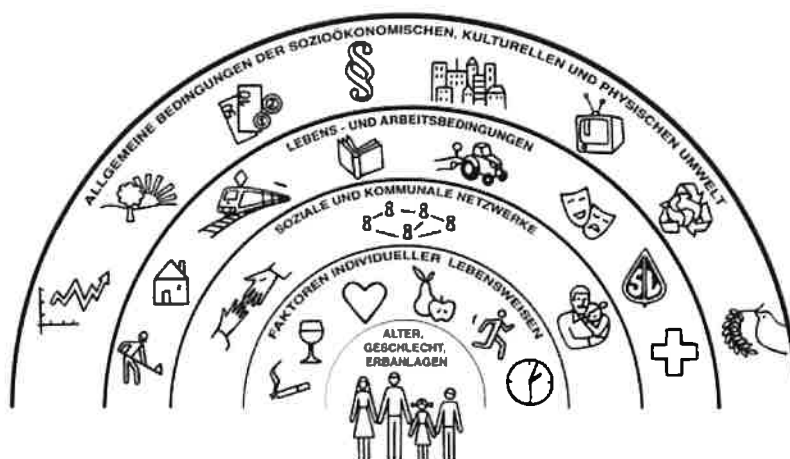 ALLGEMEINE BEDINGUNGEN DER SOZIOÖKONOMISCHEN, KULTURELLEN UND PHYSISCHEN UMWELT
LEBENS- UND ARBEITSBEDINGUNGEN
SOZIALE UND KOMMUNALE NETZWERKE
FAKTOREN INDIVIDUELLER LEBENSWEISEN
ALTER,
GESCHLECHT,
ERBANLAGEN